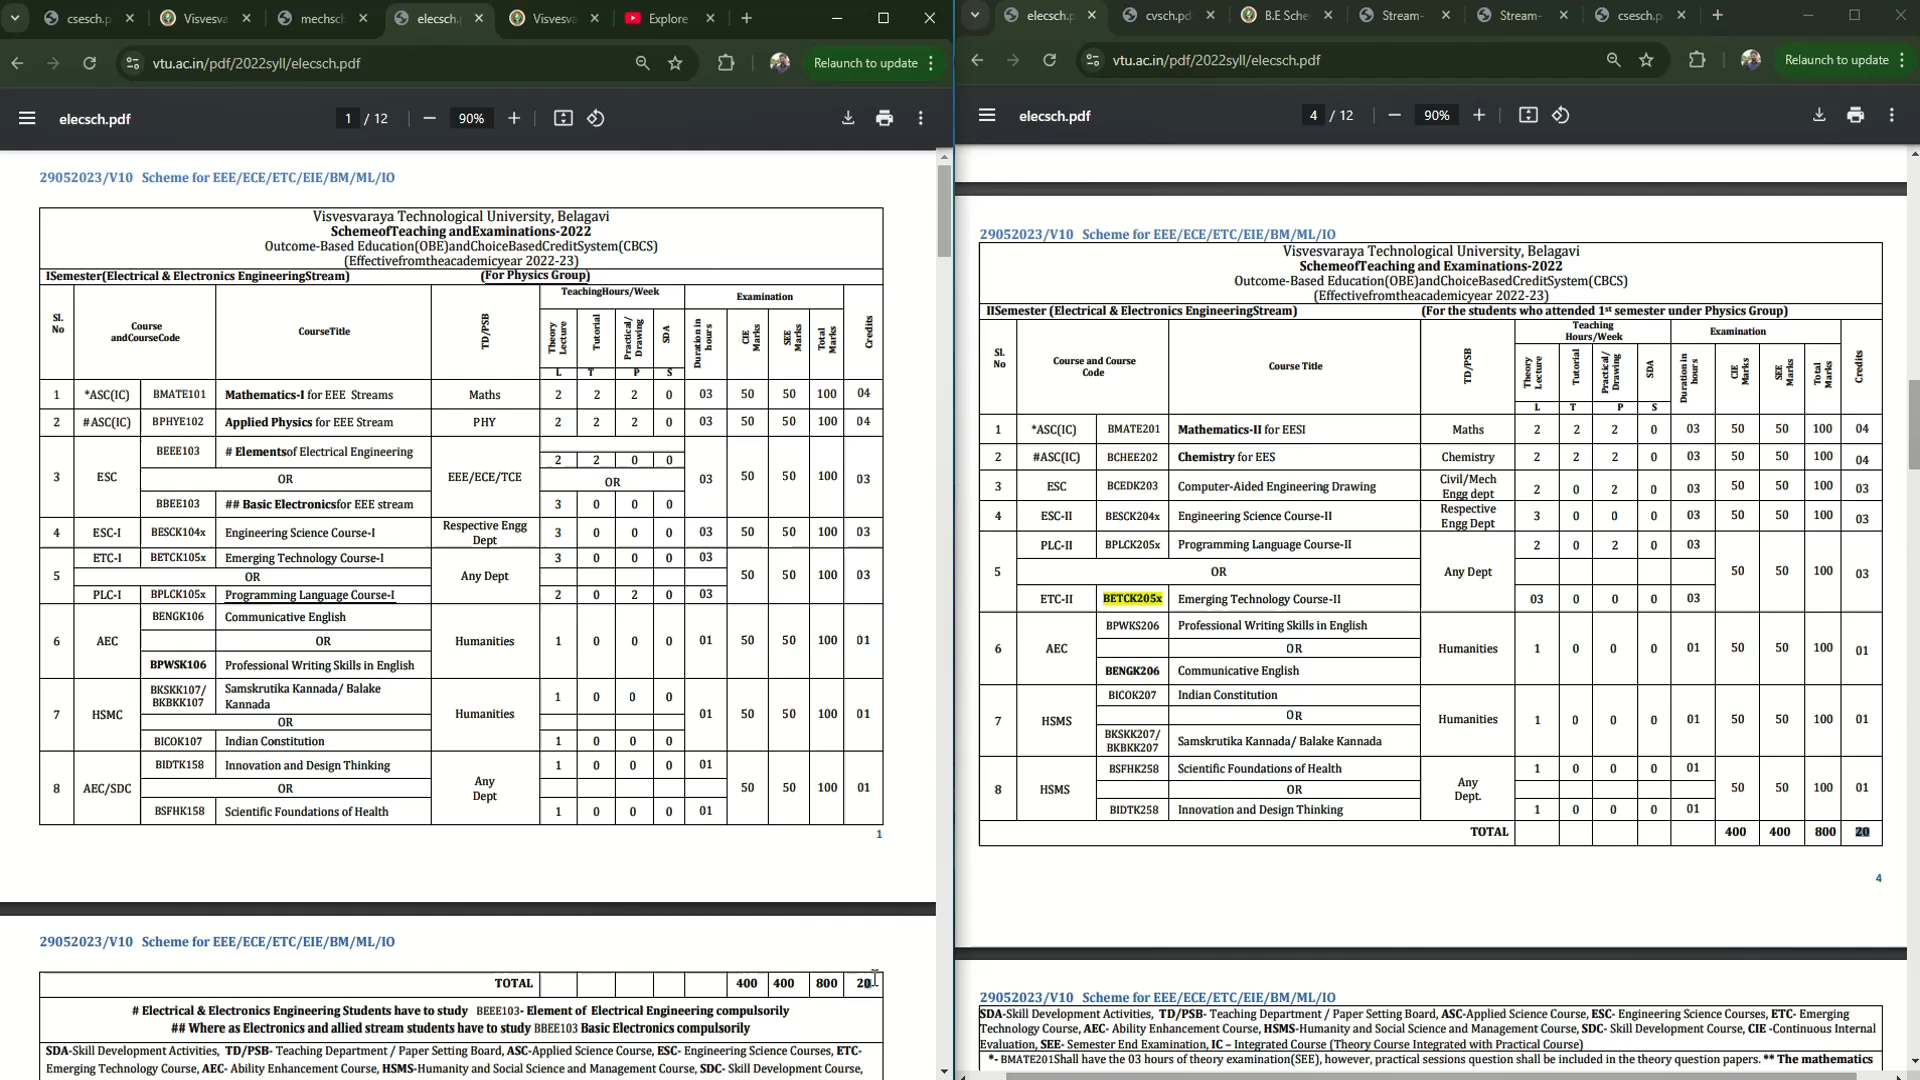 csesch.p
Visvesva
mechsch
elecsch.
Visvesva
Explore
vtu.ac.in/pdf/2022syll/elecsch.pdf
Relaunch to update
elecsch.pdf
1 / 12
90%
29052023/V10 Scheme for EEE/ECE/ETC/EIE/BM/ML/IO
Visvesvaraya Technological University, Belagavi
SchemeofTeaching andExaminations-2022
Outcome-Based Education(OBE)andChoiceBasedCreditSystem(CBCS)
(Effectivefromtheacademicyear 2022-23)
ISemester(Electrical & Electronics EngineeringStream) (For Physics Group)
Sl. No
Course andCourseCode
CourseTitle
TD/PSB
TeachingHours/Week
Examination
Credits
Theory Lecture
Tutorial
Practical/ Drawing
SDA
Duration in hours
CIE Marks
SEE Marks
Total Marks
L T P S
1 *ASC(IC) BMATE101 Mathematics-I for EEE Streams Maths 2 2 2 0 03 50 50 100 04
2 #ASC(IC) BPHYE102 Applied Physics for EEE Stream PHY 2 2 2 0 03 50 50 100 04
3 ESC BEEE103 # Elementsof Electrical Engineering EEE/ECE/TCE 2 2 0 0 03 50 50 100 03
OR OR
BBEE103 ## Basic Electronicsfor EEE stream 3 0 0 0
4 ESC-I BESCK104x Engineering Science Course-I Respective Engg Dept 3 0 0 0 03 50 50 100 03
5 ETC-I BETCK105x Emerging Technology Course-I Any Dept 3 0 0 0 03 50 50 100 03
OR
PLC-I BPLCK105x Programming Language Course-I 2 0 2 0 03
6 AEC BENGK106 Communicative English Humanities 1 0 0 0 01 50 50 100 01
OR
BPWSK106 Professional Writing Skills in English
7 HSMC BKSKK107/ BKBKK107 Samskrutika Kannada/ Balake Kannada Humanities 1 0 0 0 01 50 50 100 01
OR
BICOK107 Indian Constitution 1 0 0 0
8 AEC/SDC BIDTK158 Innovation and Design Thinking Any Dept 1 0 0 0 01 50 50 100 01
OR
BSFHK158 Scientific Foundations of Health 1 0 0 0 01
1
29052023/V10 Scheme for EEE/ECE/ETC/EIE/BM/ML/IO
TOTAL 400 400 800 20
# Electrical & Electronics Engineering Students have to study BEEE103- Element of Electrical Engineering compulsorily
## Where as Electronics and allied stream students have to study BBEE103 Basic Electronics compulsorily
SDA-Skill Development Activities, TD/PSB- Teaching Department / Paper Setting Board, ASC-Applied Science Course, ESC- Engineering Science Courses, ETC-
Emerging Technology Course, AEC- Ability Enhancement Course, HSMS-Humanity and Social Science and Management Course, SDC- Skill Development Course,
elecsch.p
cvsch.pd
B.E Sche
Stream-
Stream-
csesch.p
vtu.ac.in/pdf/2022syll/elecsch.pdf
Relaunch to update
elecsch.pdf
4 / 12
90%
29052023/V10 Scheme for EEE/ECE/ETC/EIE/BM/ML/IO
Visvesvaraya Technological University, Belagavi
SchemeofTeaching and Examinations-2022
Outcome-Based Education(OBE)andChoiceBasedCreditSystem(CBCS)
(Effectivefromtheacademicyear 2022-23)
IISemester (Electrical & Electronics EngineeringStream) (For the students who attended 1st semester under Physics Group)
Sl. No
Course and Course Code
Course Title
TD/PSB
Teaching Hours/Week
Examination
Credits
Theory Lecture
Tutorial
Practical/ Drawing
SDA
Duration in hours
CIE Marks
SEE Marks
Total Marks
L T P S
1 *ASC(IC) BMATE201 Mathematics-II for EESI Maths 2 2 2 0 03 50 50 100 04
2 #ASC(IC) BCHEE202 Chemistry for EES Chemistry 2 2 2 0 03 50 50 100 04
3 ESC BCEDK203 Computer-Aided Engineering Drawing Civil/Mech Engg dept 2 0 2 0 03 50 50 100 03
4 ESC-II BESCK204x Engineering Science Course-II Respective Engg Dept 3 0 0 0 03 50 50 100 03
5 PLC-II BPLCK205x Programming Language Course-II Any Dept 2 0 2 0 03 50 50 100 03
OR
ETC-II BETCK205x Emerging Technology Course-II 03 0 0 0 03
6 AEC BPWKS206 Professional Writing Skills in English Humanities 1 0 0 0 01 50 50 100 01
OR
BENGK206 Communicative English
7 HSMS BICOK207 Indian Constitution Humanities 1 0 0 0 01 50 50 100 01
OR
BKSKK207/ BKBKK207 Samskrutika Kannada/ Balake Kannada
8 HSMS BSFHK258 Scientific Foundations of Health Any Dept. 1 0 0 0 01 50 50 100 01
OR
BIDTK258 Innovation and Design Thinking 1 0 0 0 01
TOTAL 400 400 800 20
4
29052023/V10 Scheme for EEE/ECE/ETC/EIE/BM/ML/IO
SDA-Skill Development Activities, TD/PSB- Teaching Department / Paper Setting Board, ASC-Applied Science Course, ESC- Engineering Science Courses, ETC- Emerging
Technology Course, AEC- Ability Enhancement Course, HSMS-Humanity and Social Science and Management Course, SDC- Skill Development Course, CIE -Continuous Internal
Evaluation, SEE- Semester End Examination, IC – Integrated Course (Theory Course Integrated with Practical Course)
*- BMATE201Shall have the 03 hours of theory examination(SEE), however, practical sessions question shall be included in the theory question papers. ** The mathematics